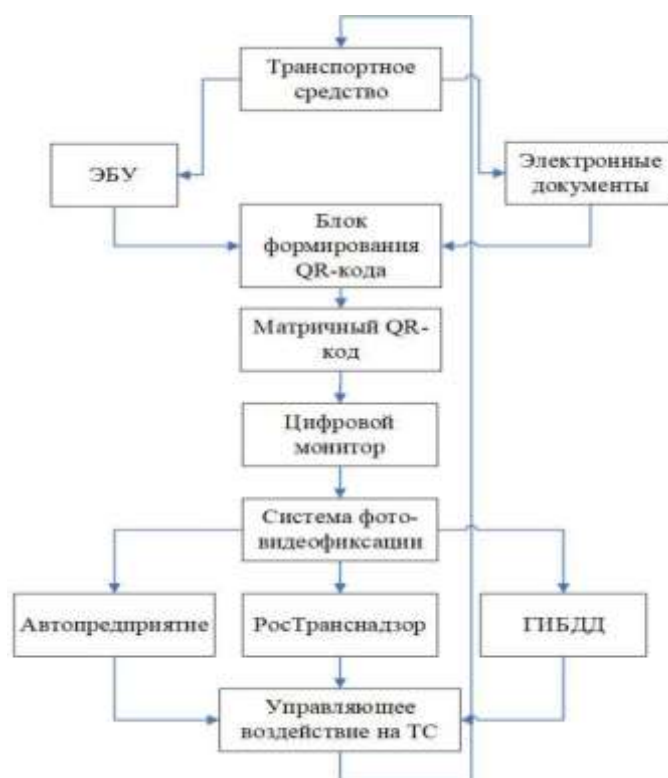 Транспортное
средство
ЭБУ
Электронные
документы
Блок
формирования
QR-кода
Матричный QR-
код
Цифровой
монитор
Система фото-
видеофиксации
Автопредприятие
РосТранснадзор
ГИБДД
Управляющее
воздействие на ТС